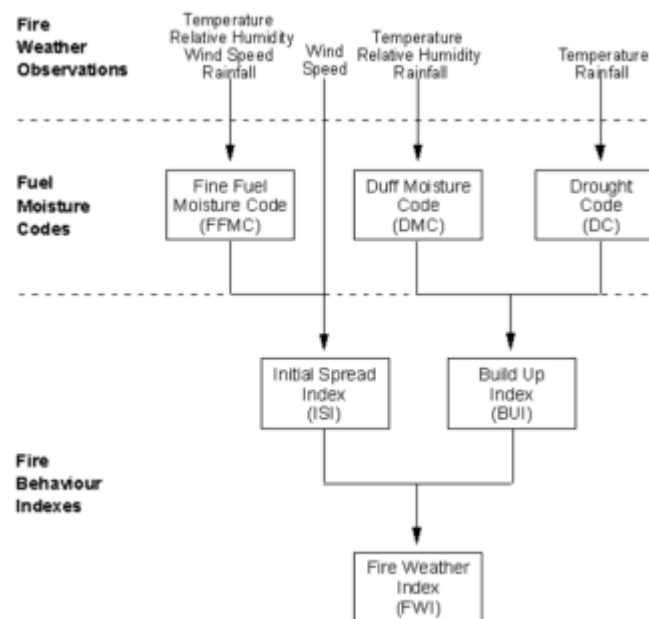 Fire
Weather
Observations
Temperature
Relative Humidity
Wind Speed
Rainfall
Wind
Speed
Temperature
Relative Humidity
Rainfall
Temperature
Rainfall
Fuel
Moisture
Codes
Fine Fuel
Moisture Code
(FFMC)
Duff Moisture
Code
(DMC)
Drought
Code
(DC)
Fire
Behaviour
Indexes
Initial Spread
Index
(ISI)
Build Up
Index
(BUI)
Fire Weather
Index
(FWI)